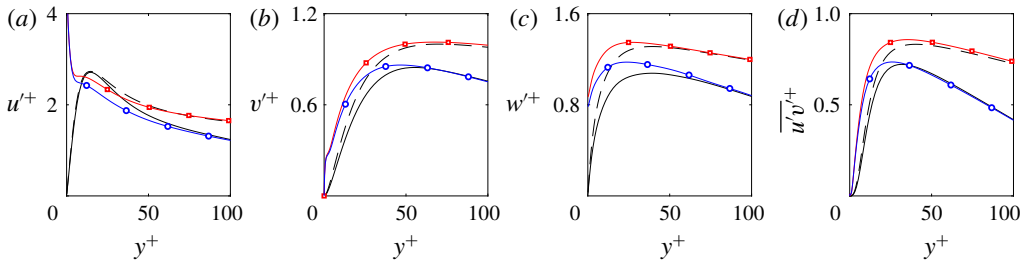 (a) (b) (c) (d)
4 1.2 1.6 1.0
u′+ 2 v′+ 0.6 w′+ 0.8 u′v′+ 0.5
0 50 100 0 50 100 0 50 100 0 50 100
y+ y+ y+ y+